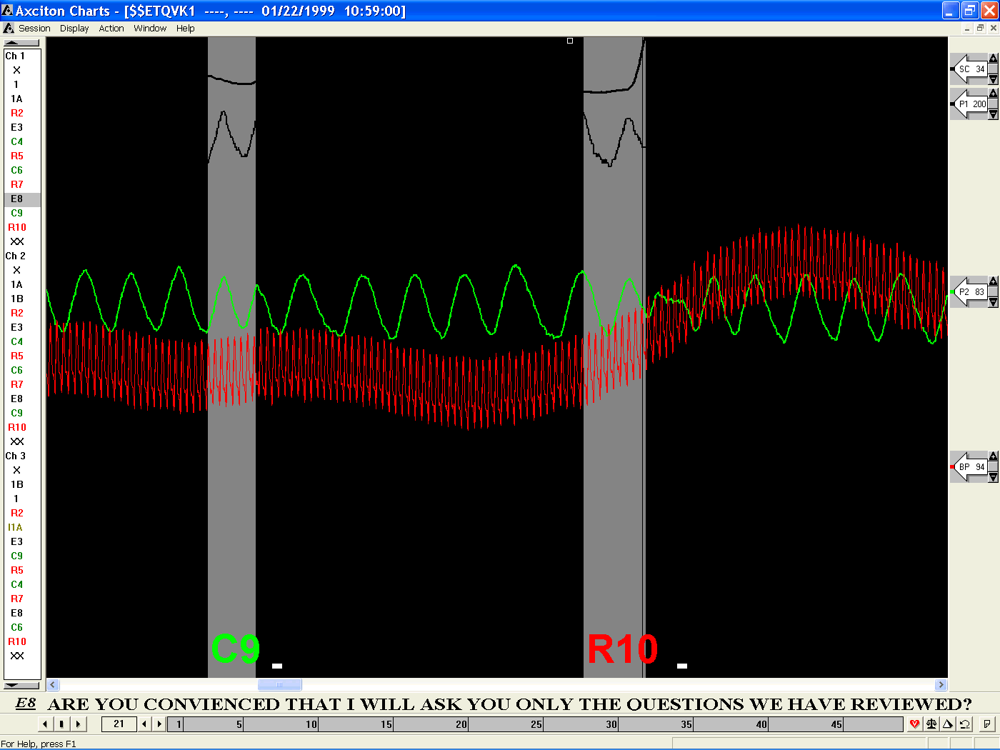 Axciton Charts - [$$ETQVK1 ----, ---- 01/22/1999 10:59:00]
Session Display Action Window Help
Ch 1
X
1
1A
R2
E3
C4
R5
C6
R7
E8
C9
R10
XX
Ch 2
X
1A
1B
R2
E3
C4
R5
C6
R7
E8
C9
R10
XX
Ch 3
X
1B
1
R2
I1A
E3
C9
R5
C4
R7
E8
C6
R10
XX
SC 34
P1 200
P2 83
BP 94
C9
R10
E8 ARE YOU CONVIENCED THAT I WILL ASK YOU ONLY THE QUESTIONS WE HAVE REVIEWED?
21 1 5 10 15 20 25 30 35 40 45
For Help, press F1